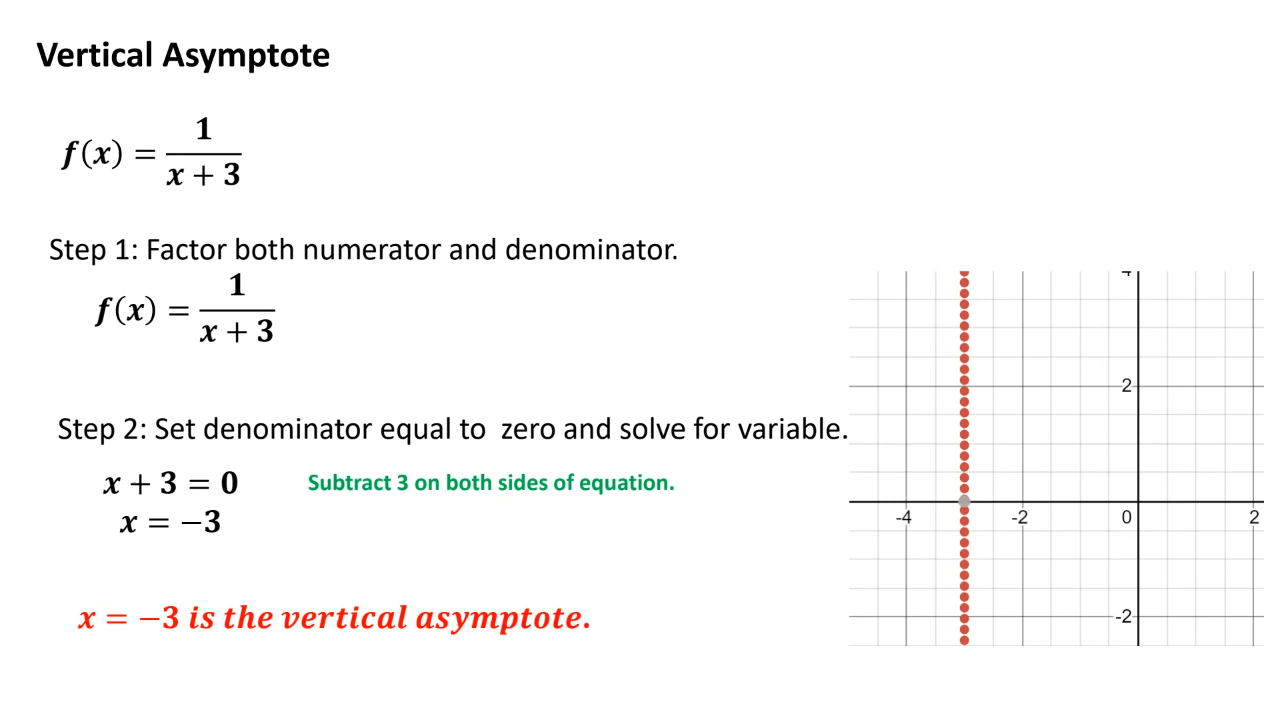 Vertical Asymptote
f(x) = 1/(x + 3)
Step 1: Factor both numerator and denominator.
f(x) = 1/(x + 3)
Step 2: Set denominator equal to zero and solve for variable.
x + 3 = 0 Subtract 3 on both sides of equation.
x = −3
x = −3 is the vertical asymptote.
4
2
-4 -2 0 2
-2